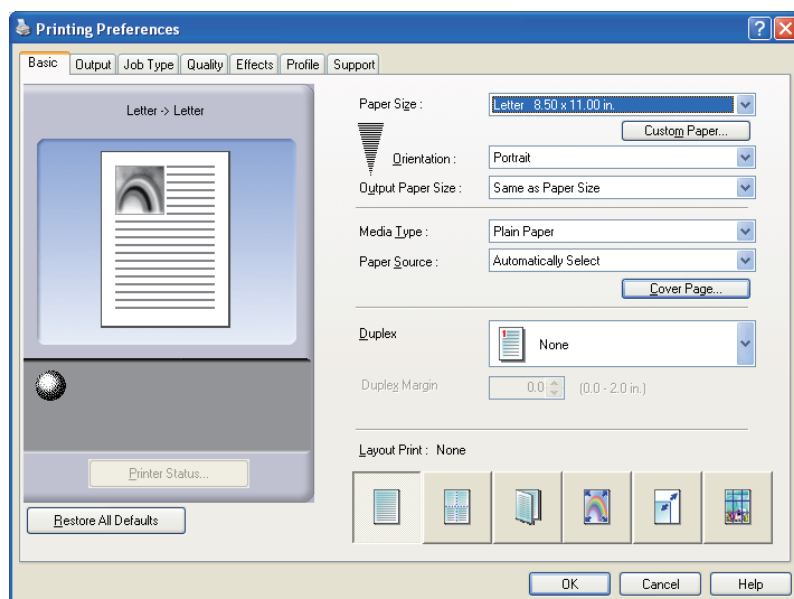 Printing Preferences
Basic Output Job Type Quality Effects Profile Support
Letter -> Letter
Printer Status...
Restore All Defaults
Paper Size : Letter 8.50 x 11.00 in.
Custom Paper...
Orientation : Portrait
Output Paper Size : Same as Paper Size
Media Type : Plain Paper
Paper Source : Automatically Select
Cover Page...
Duplex 1 None
Duplex Margin 0.0 (0.0 - 2.0 in.)
Layout Print : None
OK Cancel Help